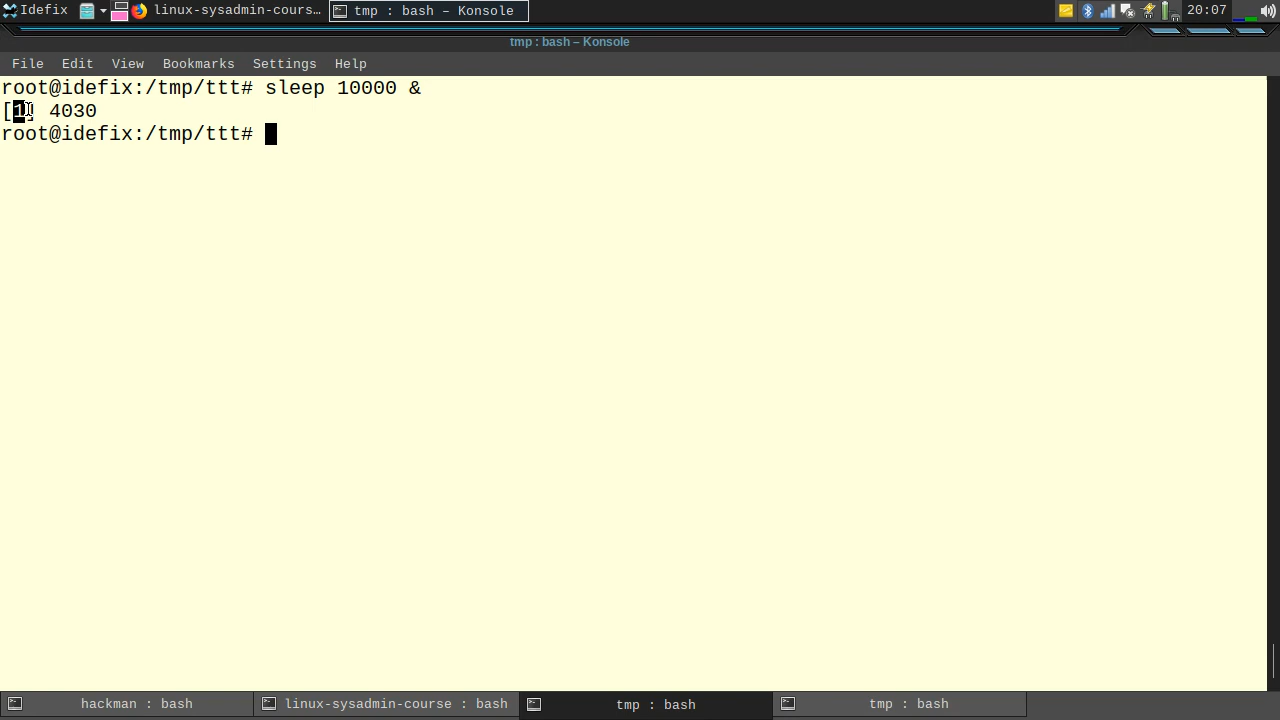 Idefix linux-sysadmin-cours... tmp : bash – Konsole 20:07
tmp : bash – Konsole
File Edit View Bookmarks Settings Help
root@idefix:/tmp/ttt# sleep 10000 &
[1] 4030
root@idefix:/tmp/ttt#
hackman : bash linux-sysadmin-course : bash tmp : bash tmp : bash